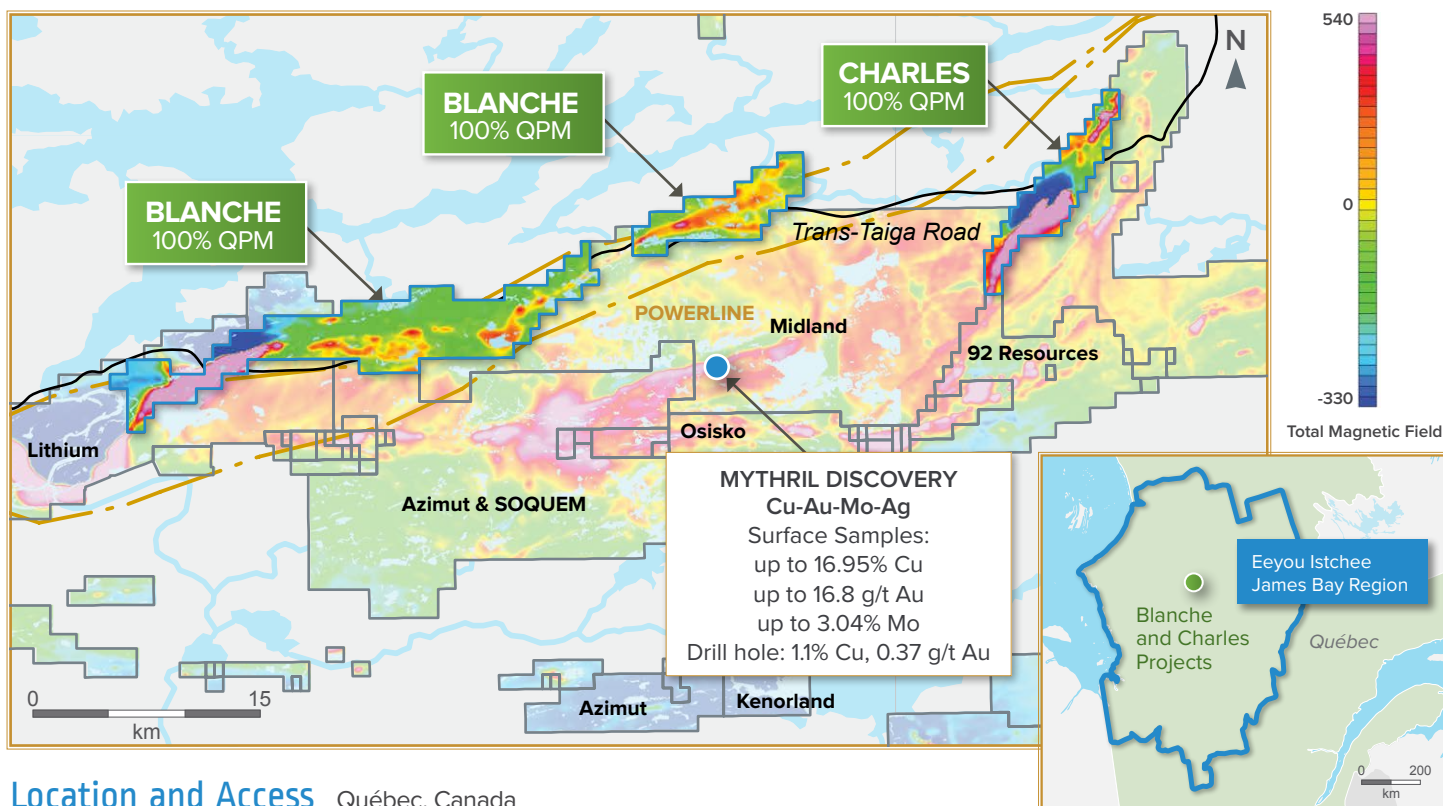 BLANCHE
100% QPM
BLANCHE
100% QPM
CHARLES
100% QPM
N
Trans-Taiga Road
POWERLINE
Midland
92 Resources
Lithium
Osisko
Azimut & SOQUEM
MYTHRIL DISCOVERY
Cu-Au-Mo-Ag
Surface Samples:
up to 16.95% Cu
up to 16.8 g/t Au
up to 3.04% Mo
Drill hole: 1.1% Cu, 0.37 g/t Au
Azimut
Kenorland
0 15
km
540
0
-330
Total Magnetic Field
Eeyou Istchee
James Bay Region
Blanche
and Charles
Projects
Québec
0 200
km
Location and Access Québec, Canada